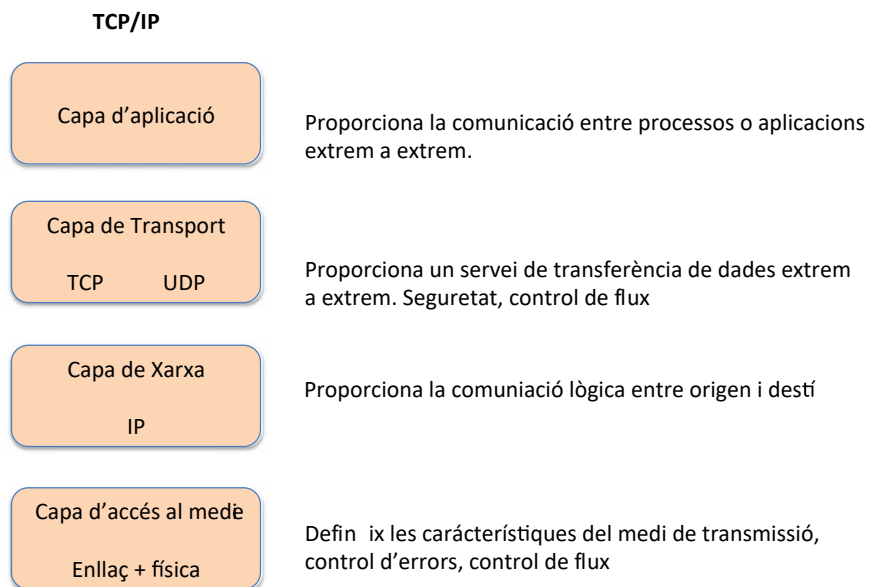 TCP/IP
Capa d’aplicació
Proporciona la comunicació entre processos o aplicacions
extrem a extrem.
Capa de Transport
TCP UDP
Proporciona un servei de transferència de dades extrem
a extrem. Seguretat, control de flux
Capa de Xarxa
IP
Proporciona la comuniació lògica entre origen i destí
Capa d’accés al medi
Enllaç + física
Defin ix les carácterístiques del medi de transmissió,
control d’errors, control de flux